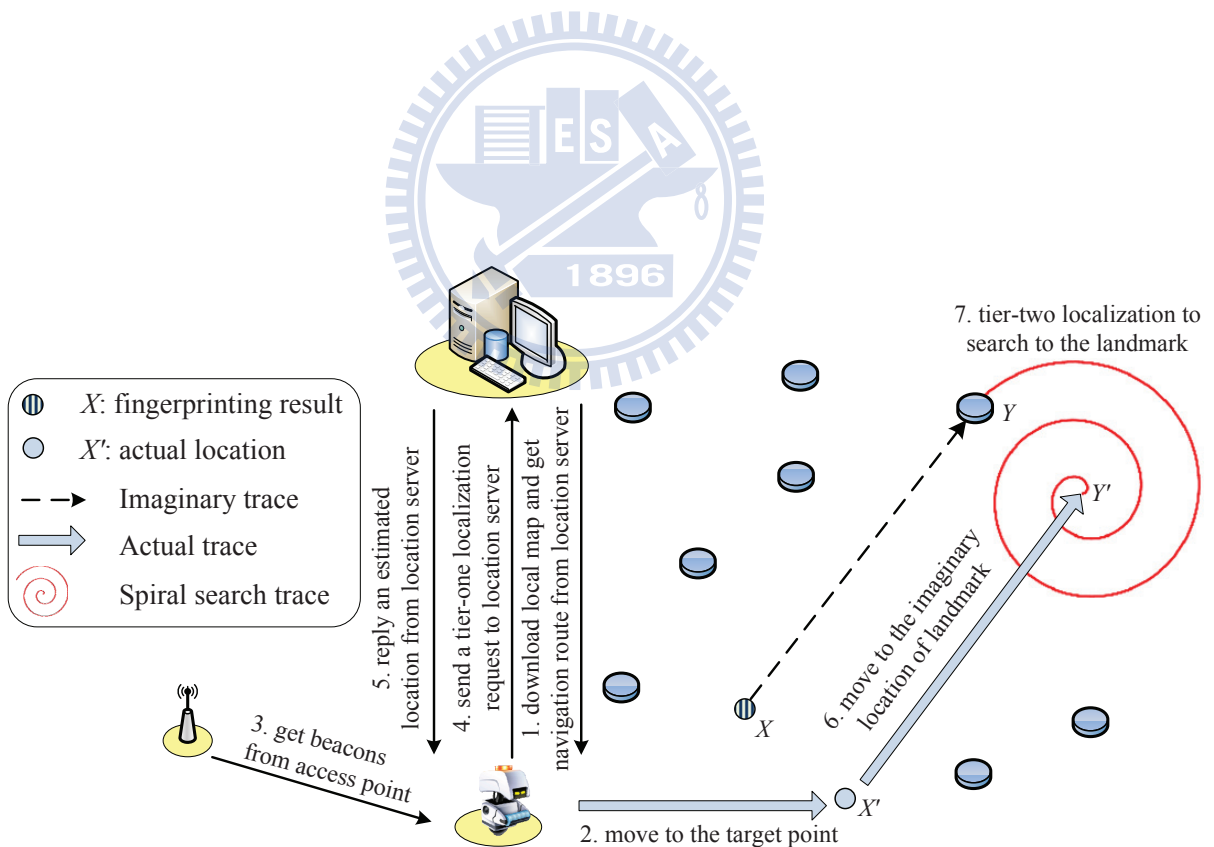 E S A
1896
7. tier-two localization to
search to the landmark
X: fingerprinting result
X': actual location
Imaginary trace
Actual trace
Spiral search trace
5. reply an estimated
location from location server
4. send a tier-one localization
request to location server
1. download local map and get
navigation route from location server
Y
Y'
6. move to the imaginary
location of landmark
X
3. get beacons
from access point
X'
2. move to the target point